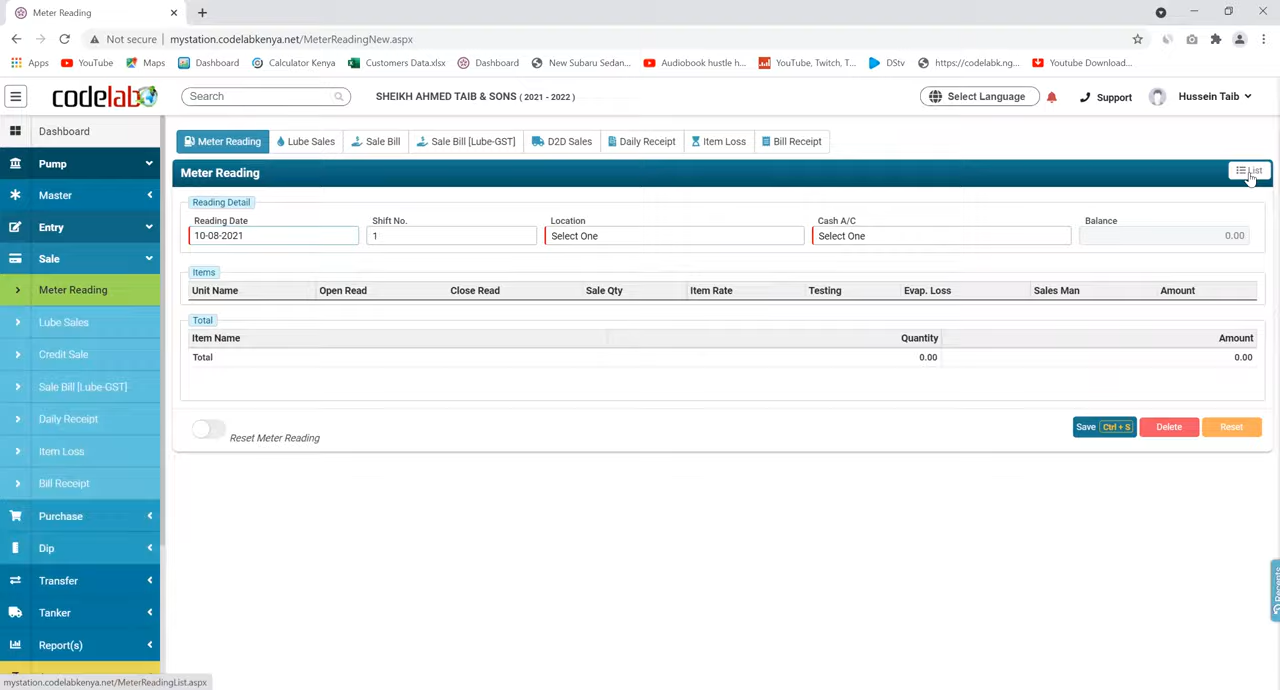 Meter Reading
Not secure | mystation.codelabkenya.net/MeterReadingNew.aspx
Apps YouTube Maps Dashboard Calculator Kenya Customers Data.xlsx Dashboard New Subaru Sedan... Audiobook hustle h... YouTube, Twitch, T... DStv https://codelabk.ng... Youtube Download...
codelab Search SHEIKH AHMED TAIB & SONS ( 2021 - 2022 ) Select Language Support Hussein Taib
Dashboard
Pump
Master
Entry
Sale
Meter Reading
Lube Sales
Credit Sale
Sale Bill [Lube-GST]
Daily Receipt
Item Loss
Bill Receipt
Purchase
Dip
Transfer
Tanker
Report(s)
Meter Reading Lube Sales Sale Bill Sale Bill [Lube-GST] D2D Sales Daily Receipt Item Loss Bill Receipt
Meter Reading List
Reading Detail
Reading Date Shift No. Location Cash A/C Balance
10-08-2021 1 Select One Select One 0.00
Items
Unit Name Open Read Close Read Sale Qty Item Rate Testing Evap. Loss Sales Man Amount
Total
Item Name Quantity Amount
Total 0.00 0.00
Reset Meter Reading Save Ctrl + S Delete Reset
Recents
mystation.codelabkenya.net/MeterReadingList.aspx